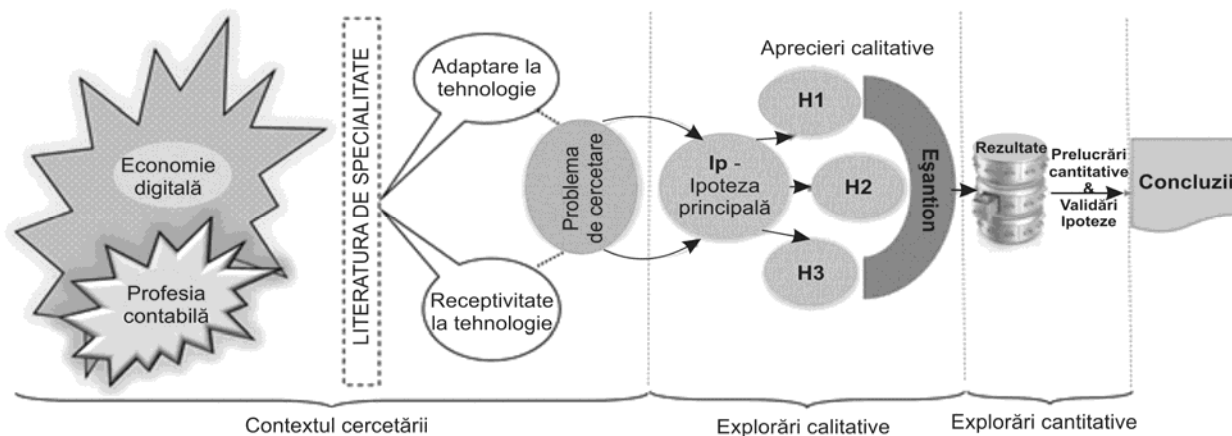 Economie
digitală
Profesia
contabilă
LITERATURA DE SPECIALITATE
Adaptare la
tehnologie
Receptivitate
la tehnologie
Problema
de cercetare
Aprecieri calitative
Ip -
Ipoteza
principală
H1
H2
H3
Eşantion
Rezultate
Prelucrări
cantitative
&
Validări
Ipoteze
Concluzii
Contextul cercetării
Explorări calitative
Explorări cantitative